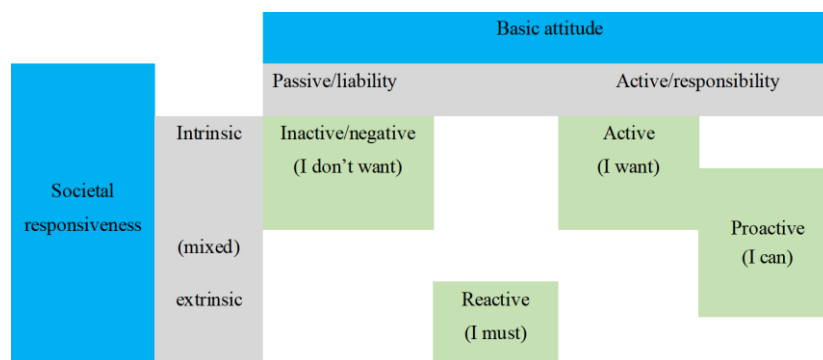 Basic attitude
Passive/liability Active/responsibility
Intrinsic Inactive/negative Active
(I don’t want) (I want)
Societal
responsiveness
Proactive
(mixed) (I can)
extrinsic Reactive
(I must)